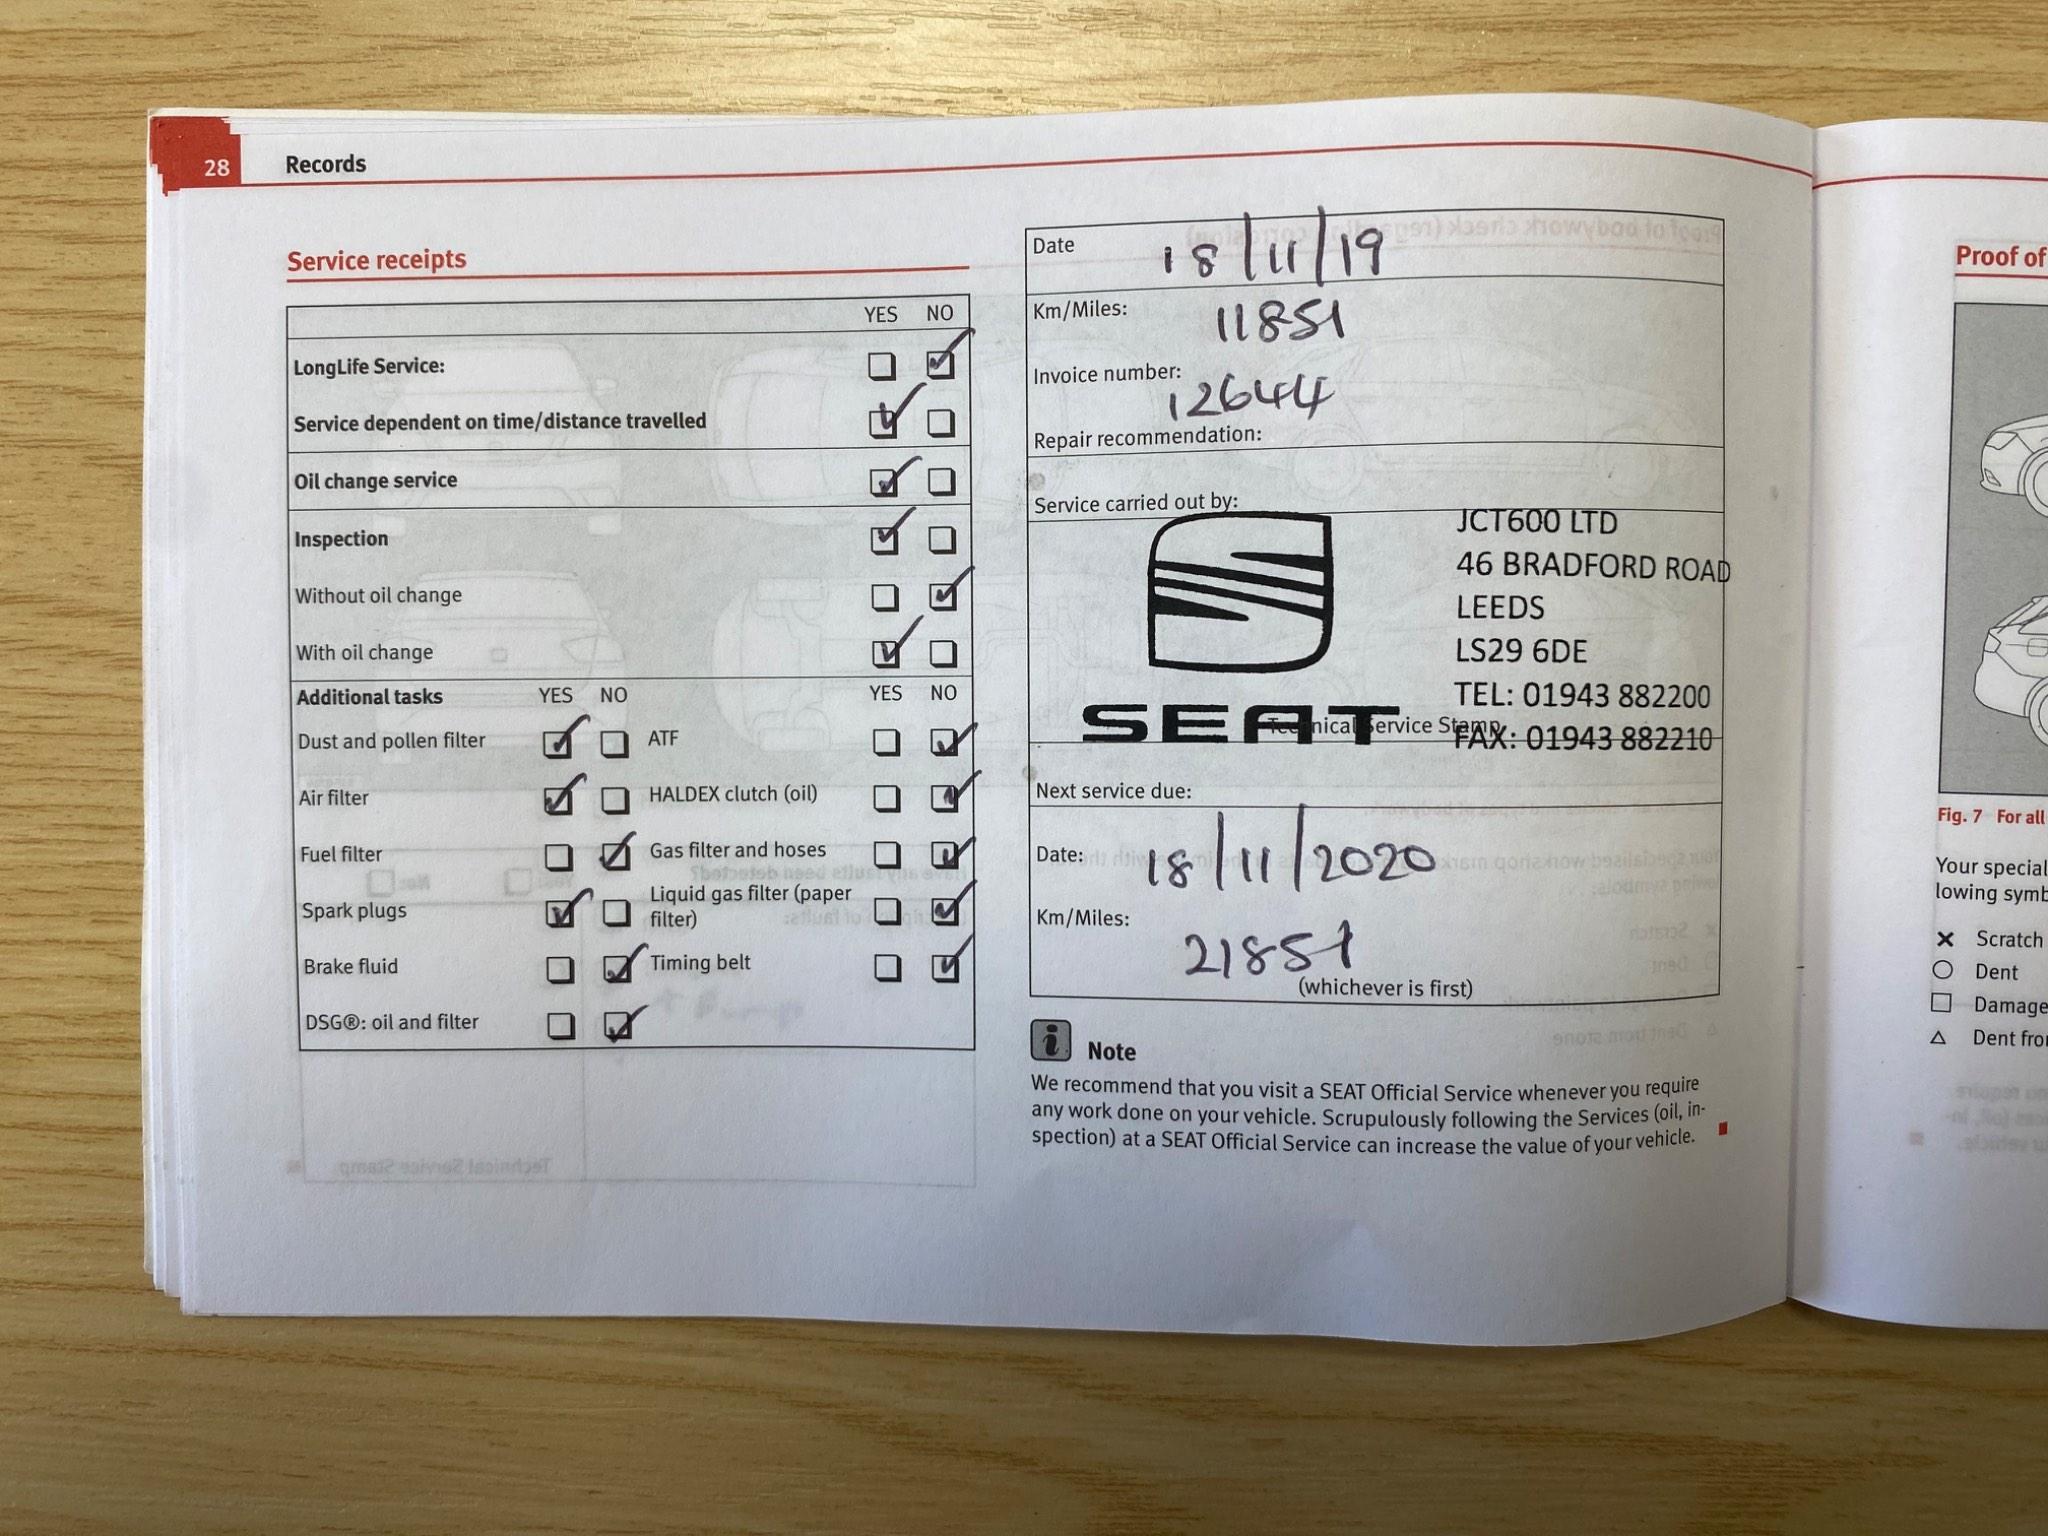 28 Records
Service receipts
YES NO
LongLife Service:
Service dependent on time/distance travelled
Oil change service
Inspection
Without oil change
With oil change
Additional tasks YES NO YES NO
Dust and pollen filter ATF
Air filter HALDEX clutch (oil)
Fuel filter Gas filter and hoses
Spark plugs Liquid gas filter (paper
filter)
Brake fluid Timing belt
DSG®: oil and filter
Date 18/11/19
Km/Miles: 11851
Invoice number: 12644
Repair recommendation:
Service carried out by:
SEAT
JCT600 LTD
46 BRADFORD ROAD
LEEDS
LS29 6DE
TEL: 01943 882200
FAX: 01943 882210
Technical Service Stamp
Next service due:
Date: 18/11/2020
Km/Miles: 21851
(whichever is first)
i Note
We recommend that you visit a SEAT Official Service whenever you require
any work done on your vehicle. Scrupulously following the Services (oil, in-
spection) at a SEAT Official Service can increase the value of your vehicle.
Proof of
Fig. 7 For all
Your special
lowing symb
Scratch
Dent
Damage
Dent fro